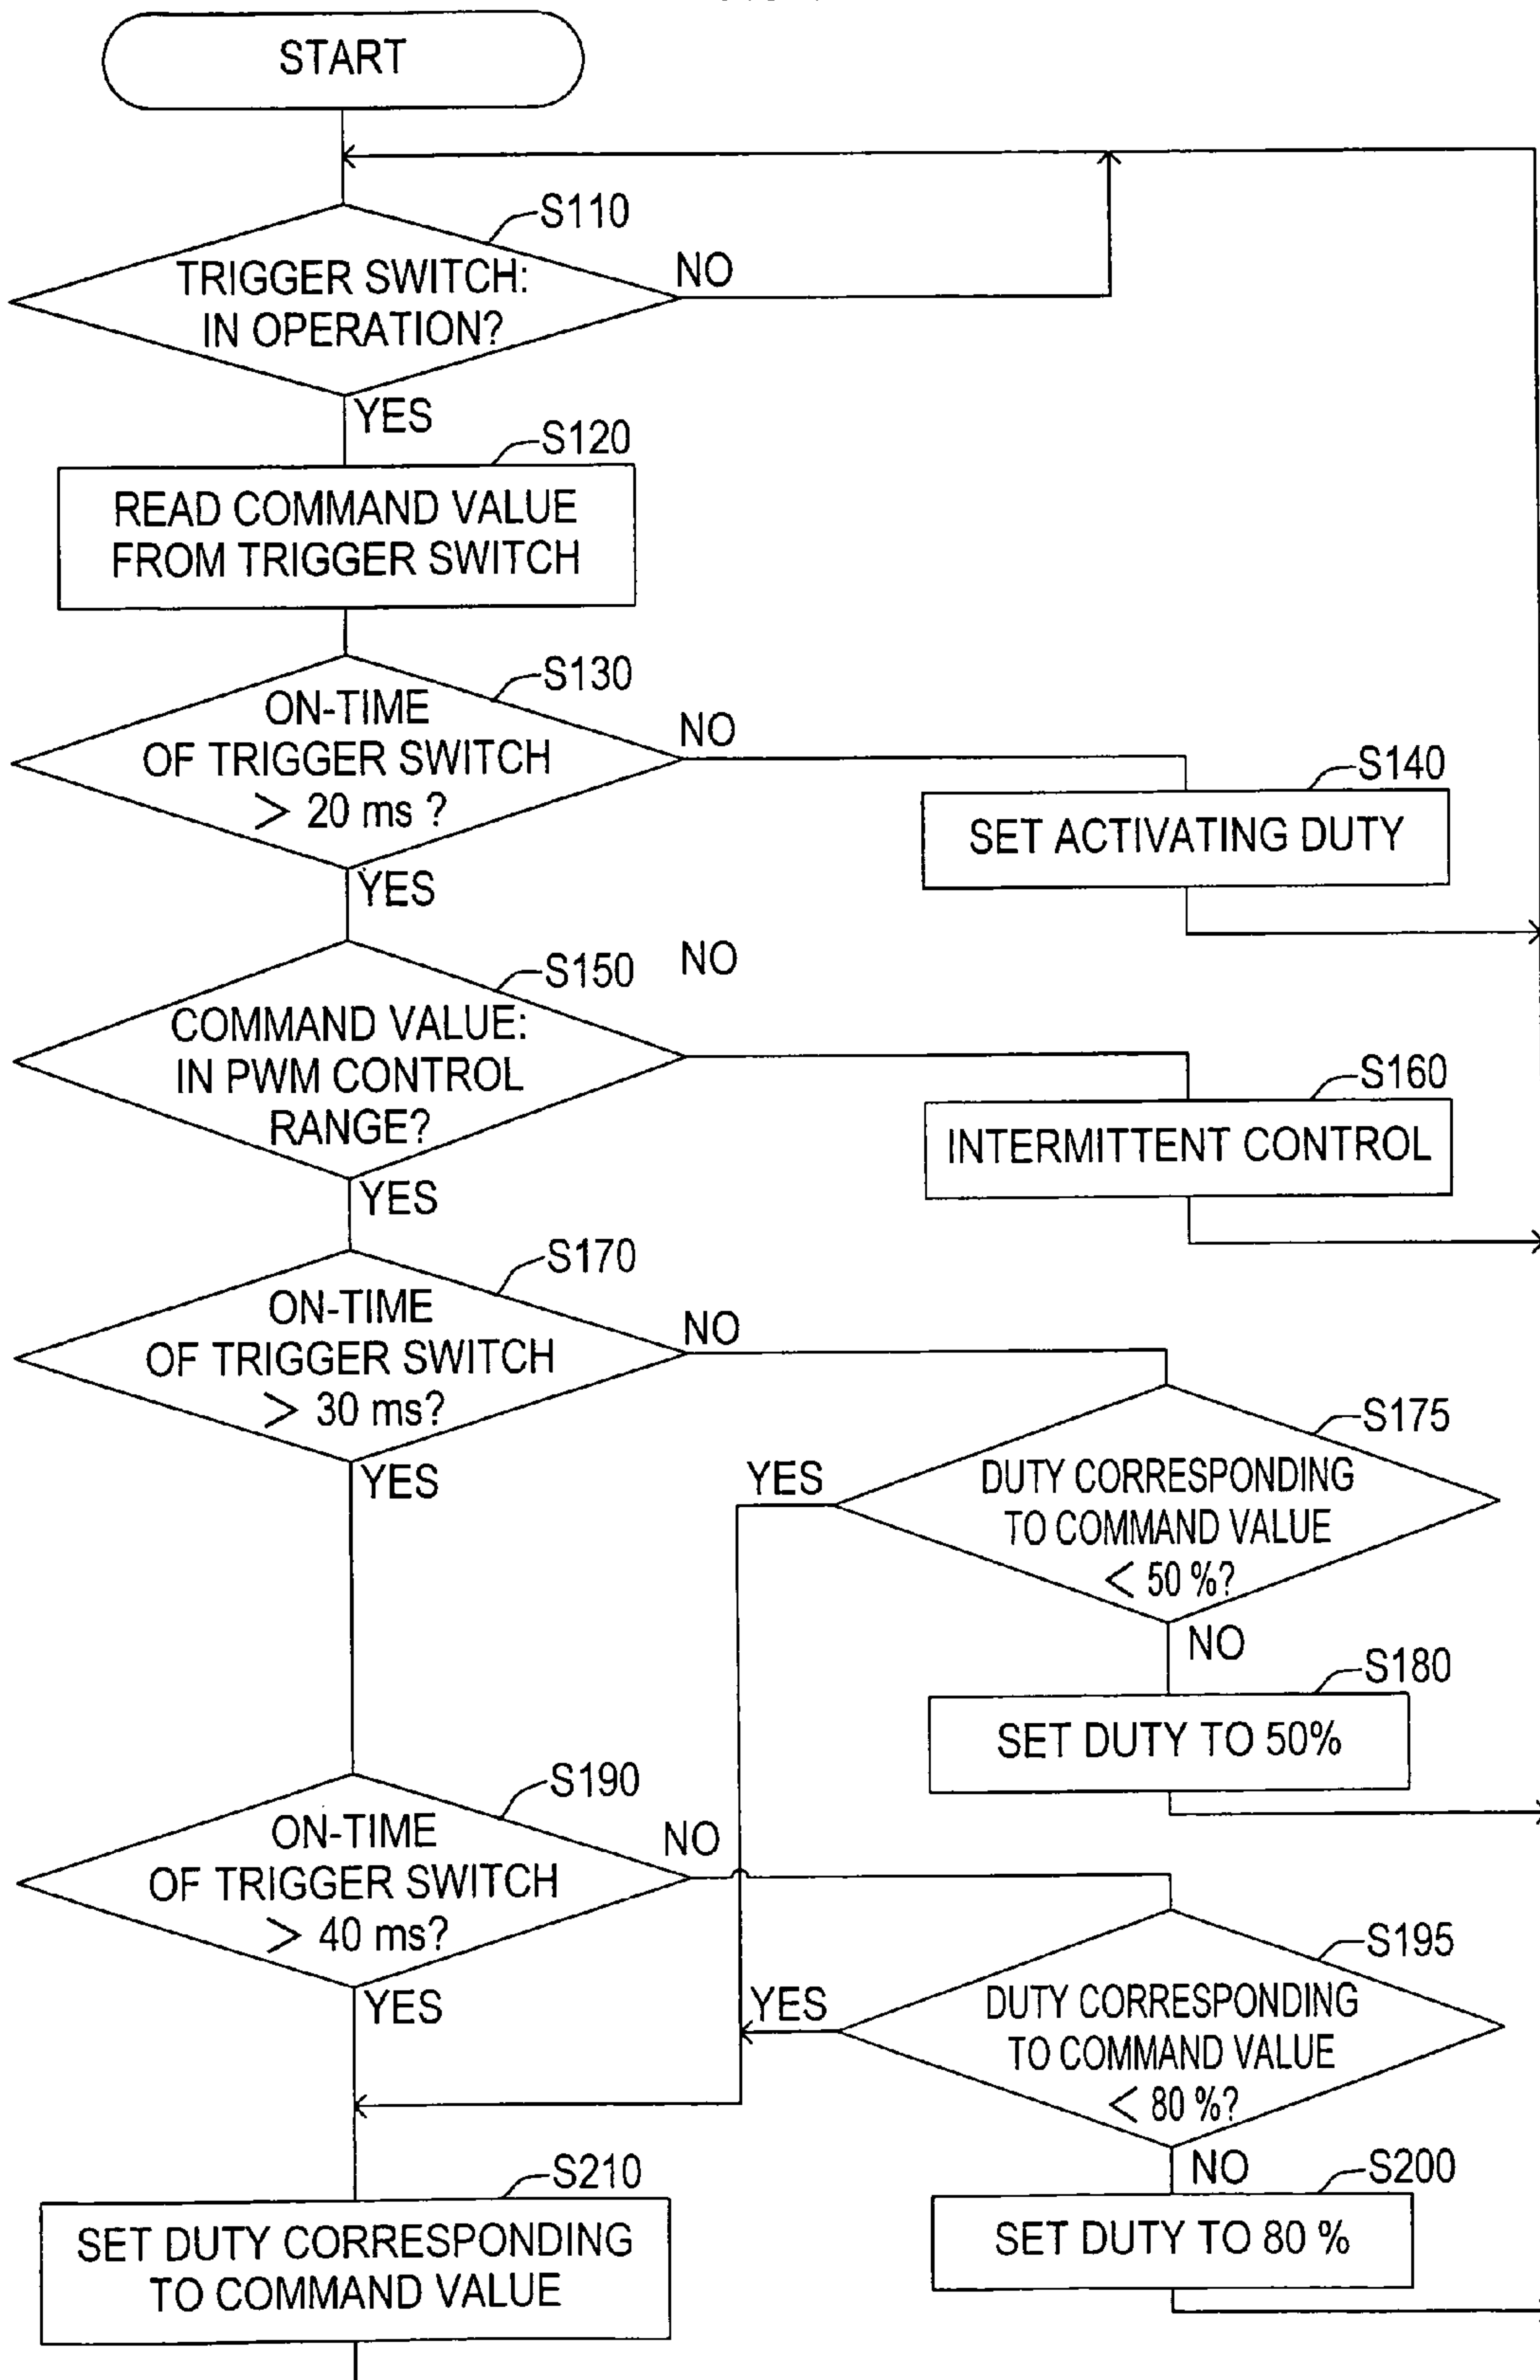 START
S110
TRIGGER SWITCH:
IN OPERATION?
NO
YES
S120
READ COMMAND VALUE
FROM TRIGGER SWITCH
S130
ON-TIME
OF TRIGGER SWITCH
> 20 ms ?
NO
YES
S140
SET ACTIVATING DUTY
S150
NO
COMMAND VALUE:
IN PWM CONTROL
RANGE?
YES
S160
INTERMITTENT CONTROL
S170
ON-TIME
OF TRIGGER SWITCH
> 30 ms?
NO
YES
S175
YES
DUTY CORRESPONDING
TO COMMAND VALUE
< 50 %?
NO
S180
SET DUTY TO 50%
S190
ON-TIME
OF TRIGGER SWITCH
> 40 ms?
NO
YES
S195
YES
DUTY CORRESPONDING
TO COMMAND VALUE
< 80 %?
NO
S200
SET DUTY TO 80 %
S210
SET DUTY CORRESPONDING
TO COMMAND VALUE